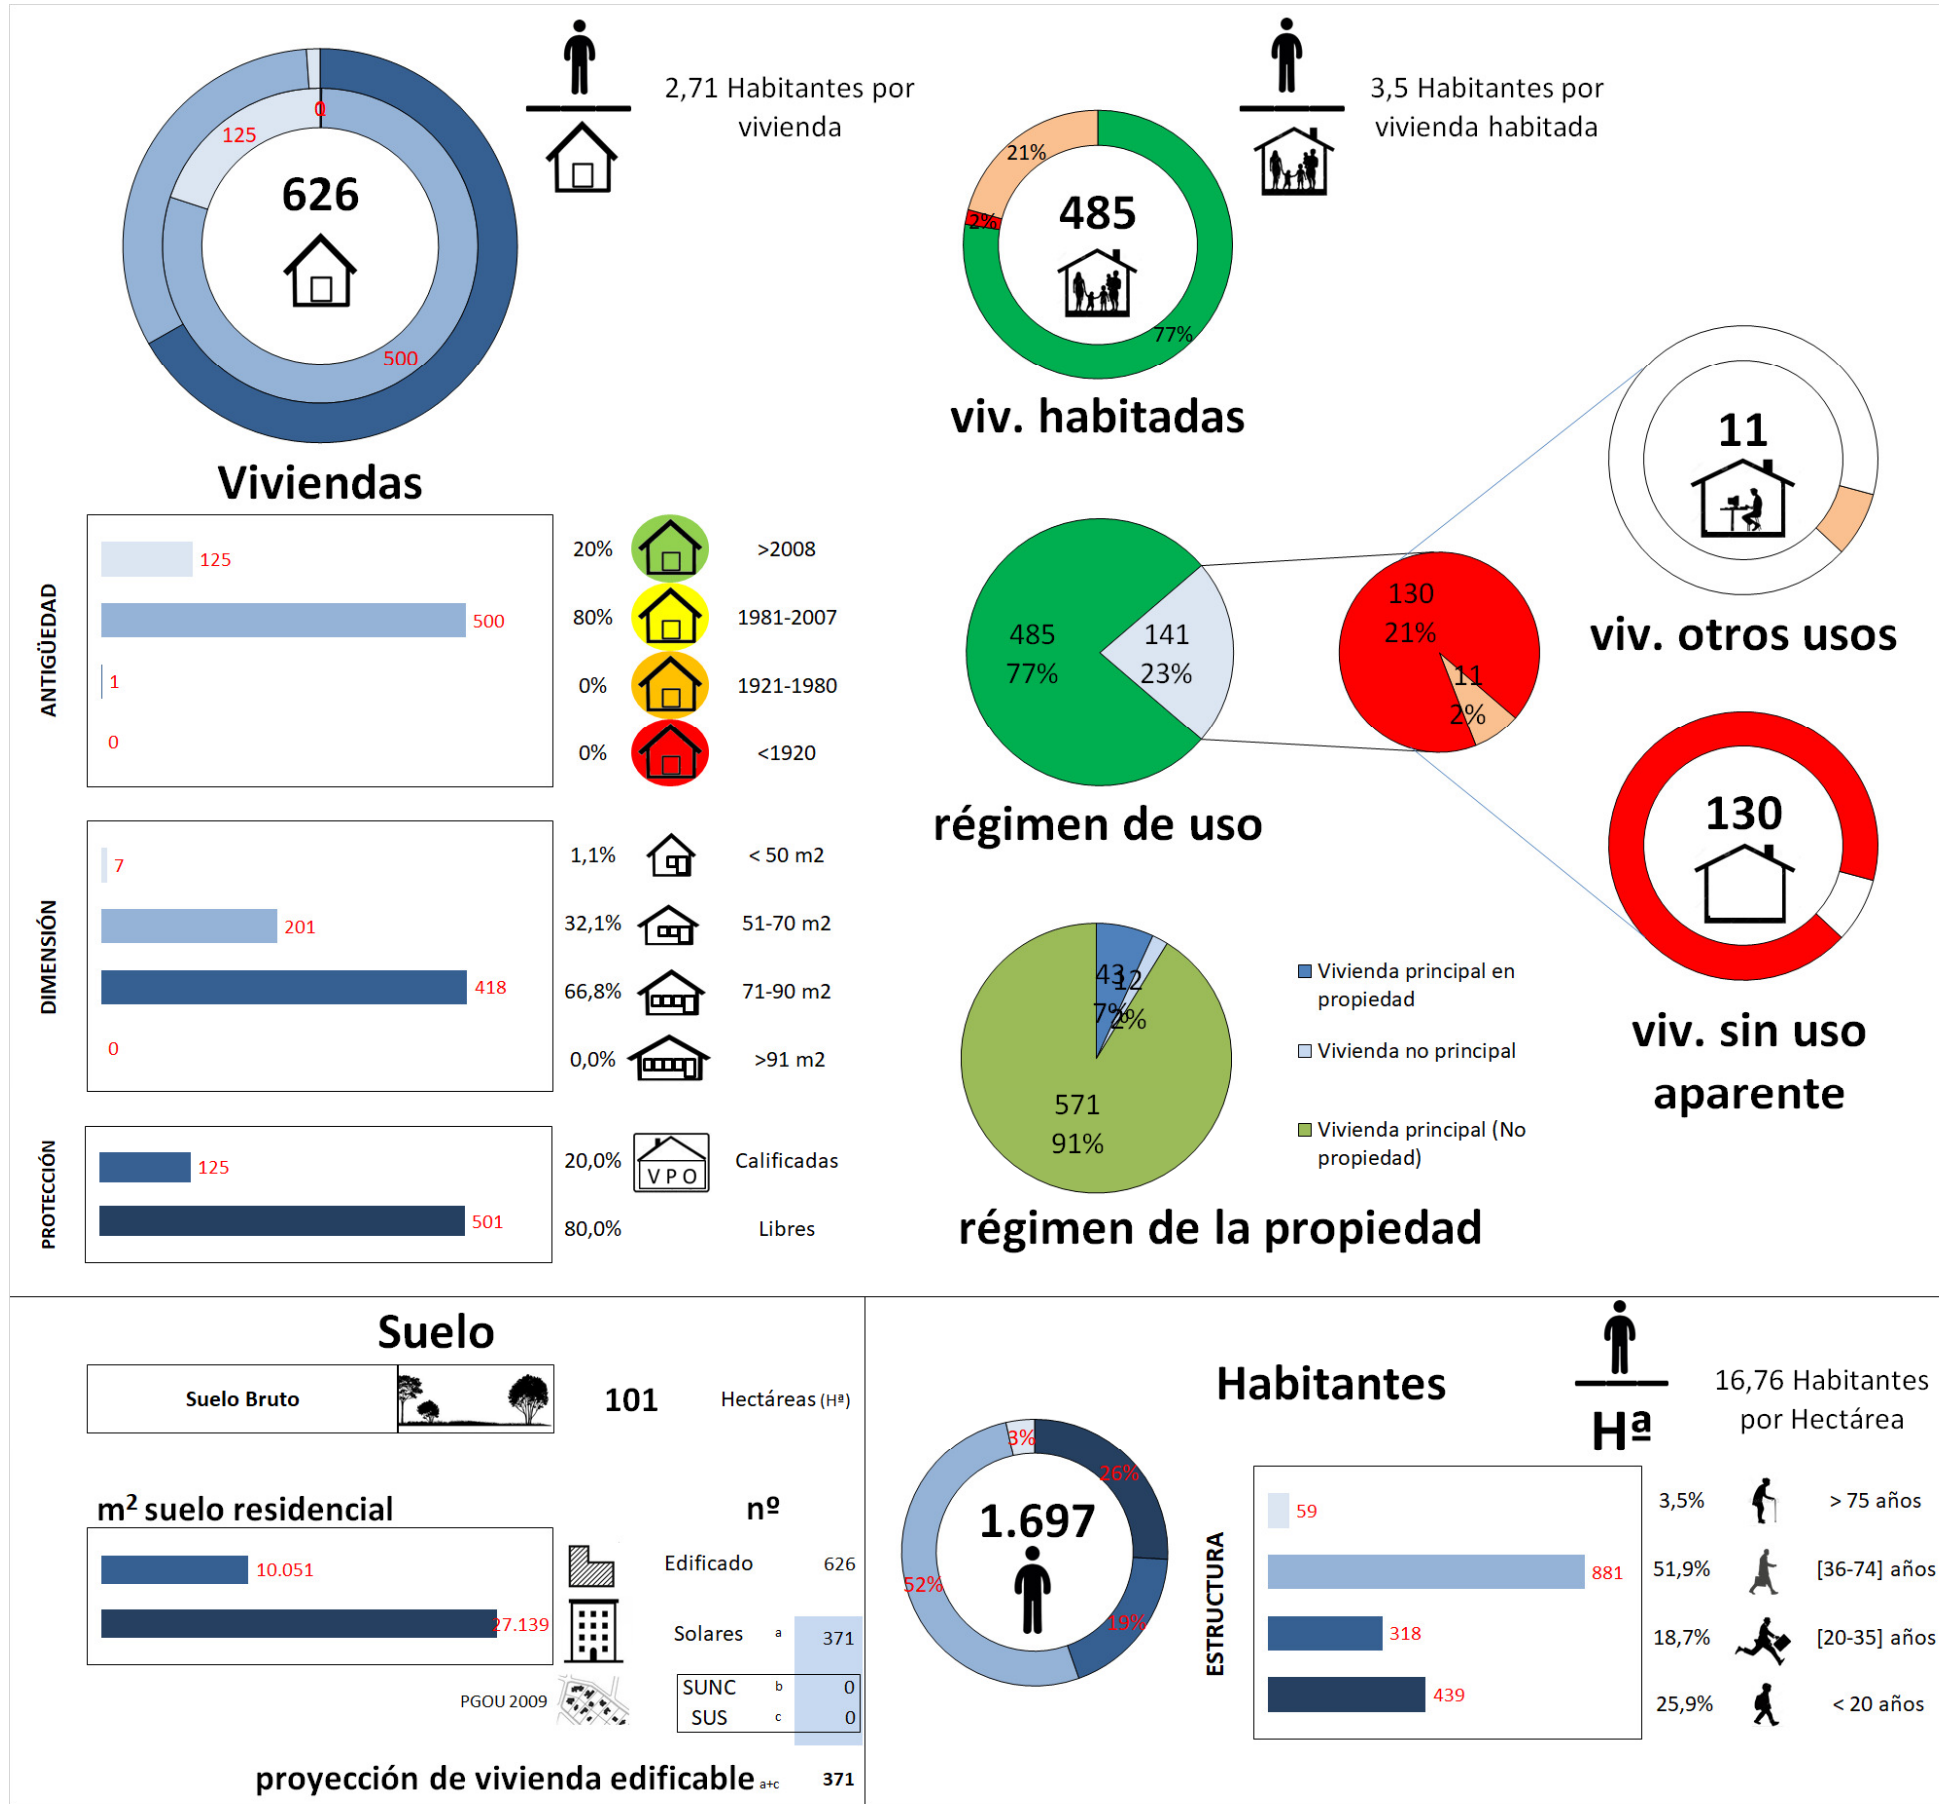 2,71 Habitantes por
vivienda
3,5 Habitantes por
vivienda habitada
0
125
626
500
Viviendas
21%
2%
485
77%
viv. habitadas
11
viv. otros usos
ANTIGÜEDAD
125
500
1
0
20%
>2008
80%
1981-2007
0%
1921-1980
0%
<1920
485
77%
141
23%
130
21%
11
2%
régimen de uso
130
viv. sin uso
aparente
DIMENSIÓN
7
201
418
0
1,1%
< 50 m2
32,1%
51-70 m2
66,8%
71-90 m2
0,0%
>91 m2
43
7%
12
2%
571
91%
Vivienda principal en
propiedad
Vivienda no principal
Vivienda principal (No
propiedad)
régimen de la propiedad
PROTECCIÓN
125
501
20,0%
VPO
Calificadas
80,0%
Libres
Suelo
Suelo Bruto
101
Hectáreas (Hª)
m² suelo residencial
nº
10.051
27.139
Edificado
626
Solares a
371
PGOU 2009
SUNC b
0
SUS c
0
proyección de vivienda edificable a+c
371
Habitantes
Hª
16,76 Habitantes
por Hectárea
3%
26%
1.697
52%
19%
ESTRUCTURA
59
881
318
439
3,5%
> 75 años
51,9%
[36-74] años
18,7%
[20-35] años
25,9%
< 20 años